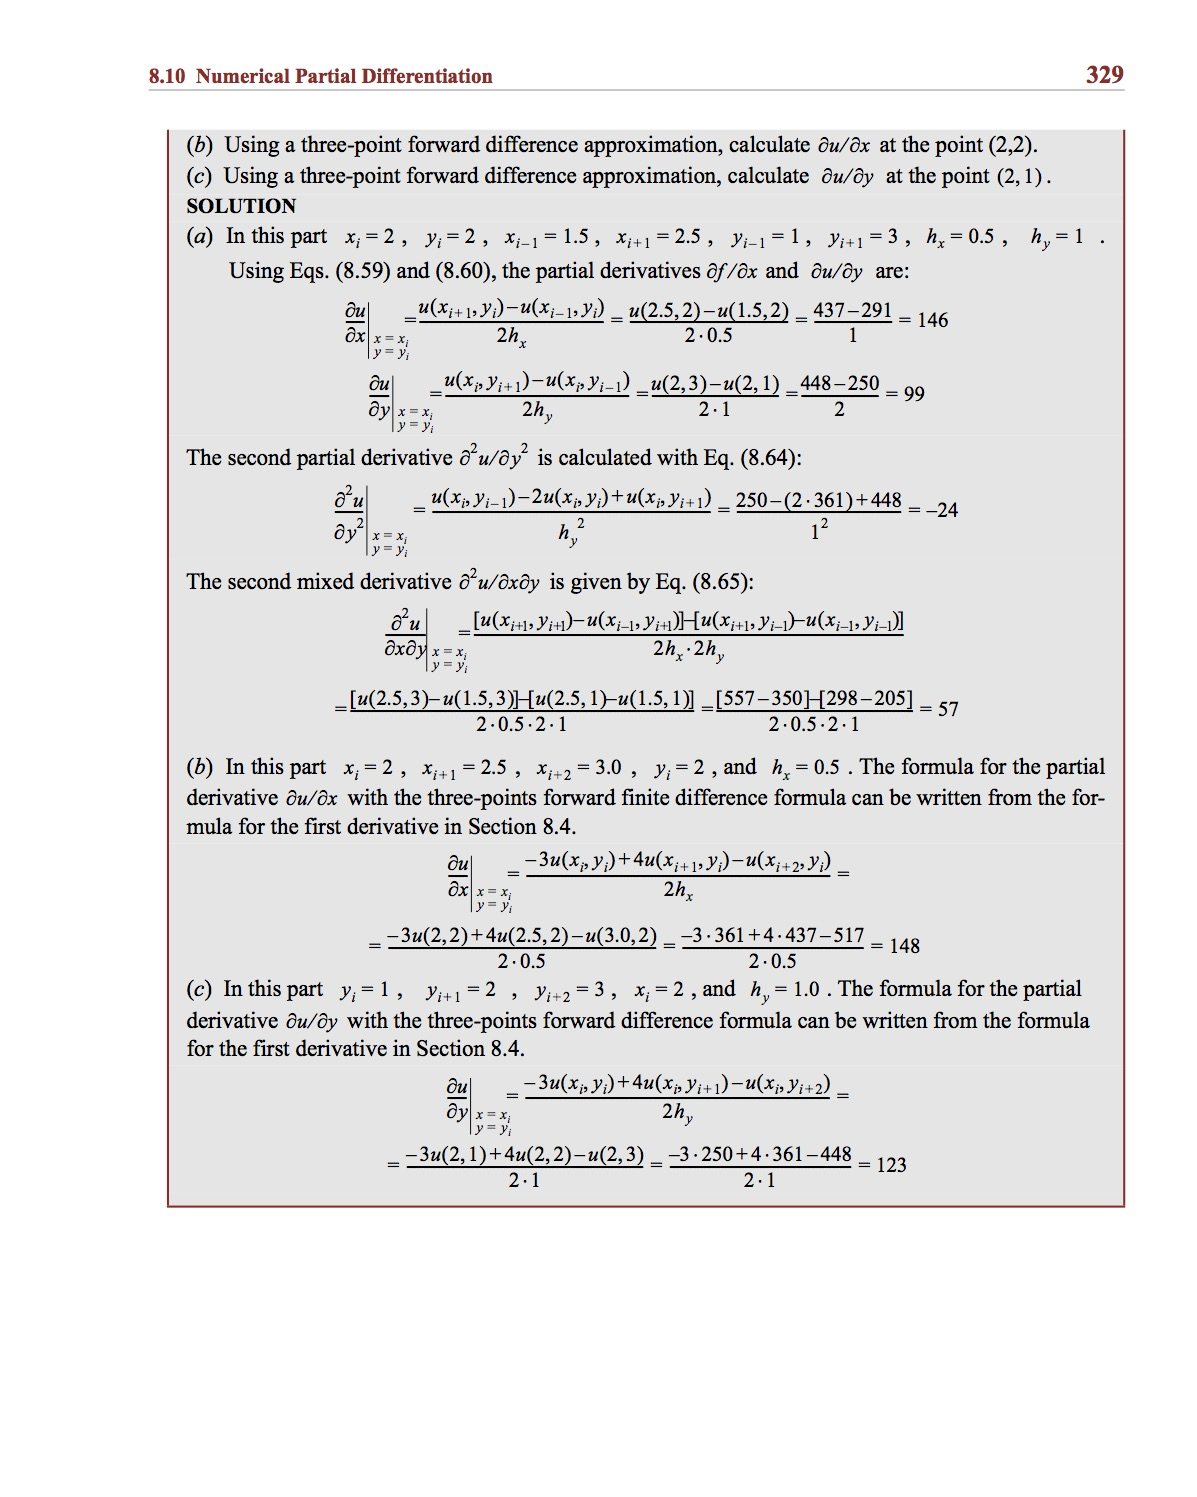 8.10 Numerical Partial Differentiation 329
(b) Using a three-point forward difference approximation, calculate ∂u/∂x at the point (2,2).
(c) Using a three-point forward difference approximation, calculate ∂u/∂y at the point (2, 1).
SOLUTION
(a) In this part x_i = 2 , y_i = 2 , x_{i−1} = 1.5 , x_{i+1} = 2.5 , y_{i−1} = 1 , y_{i+1} = 3 , h_x = 0.5 , h_y = 1 .
Using Eqs. (8.59) and (8.60), the partial derivatives ∂f/∂x and ∂u/∂y are:
∂u/∂x |_{x = x_i, y = y_i} = (u(x_{i+1}, y_i) − u(x_{i−1}, y_i)) / 2h_x = (u(2.5, 2) − u(1.5, 2)) / (2·0.5) = (437 − 291) / 1 = 146
∂u/∂y |_{x = x_i, y = y_i} = (u(x_i, y_{i+1}) − u(x_i, y_{i−1})) / 2h_y = (u(2, 3) − u(2, 1)) / (2·1) = (448 − 250) / 2 = 99
The second partial derivative ∂²u/∂y² is calculated with Eq. (8.64):
∂²u/∂y² |_{x = x_i, y = y_i} = (u(x_i, y_{i−1}) − 2u(x_i, y_i) + u(x_i, y_{i+1})) / h_y² = (250 − (2·361) + 448) / 1² = −24
The second mixed derivative ∂²u/∂x∂y is given by Eq. (8.65):
∂²u/∂x∂y |_{x = x_i, y = y_i} = ([u(x_{i+1}, y_{i+1}) − u(x_{i−1}, y_{i+1})] − [u(x_{i+1}, y_{i−1}) − u(x_{i−1}, y_{i−1})]) / (2h_x·2h_y)
= ([u(2.5, 3) − u(1.5, 3)] − [u(2.5, 1) − u(1.5, 1)]) / (2·0.5·2·1) = ([557 − 350] − [298 − 205]) / (2·0.5·2·1) = 57
(b) In this part x_i = 2 , x_{i+1} = 2.5 , x_{i+2} = 3.0 , y_i = 2 , and h_x = 0.5 . The formula for the partial
derivative ∂u/∂x with the three-points forward finite difference formula can be written from the for-
mula for the first derivative in Section 8.4.
∂u/∂x |_{x = x_i, y = y_i} = (−3u(x_i, y_i) + 4u(x_{i+1}, y_i) − u(x_{i+2}, y_i)) / 2h_x =
= (−3u(2, 2) + 4u(2.5, 2) − u(3.0, 2)) / (2·0.5) = (−3·361 + 4·437 − 517) / (2·0.5) = 148
(c) In this part y_i = 1 , y_{i+1} = 2 , y_{i+2} = 3 , x_i = 2 , and h_y = 1.0 . The formula for the partial
derivative ∂u/∂y with the three-points forward difference formula can be written from the formula
for the first derivative in Section 8.4.
∂u/∂y |_{x = x_i, y = y_i} = (−3u(x_i, y_i) + 4u(x_i, y_{i+1}) − u(x_i, y_{i+2})) / 2h_y =
= (−3u(2, 1) + 4u(2, 2) − u(2, 3)) / (2·1) = (−3·250 + 4·361 − 448) / (2·1) = 123